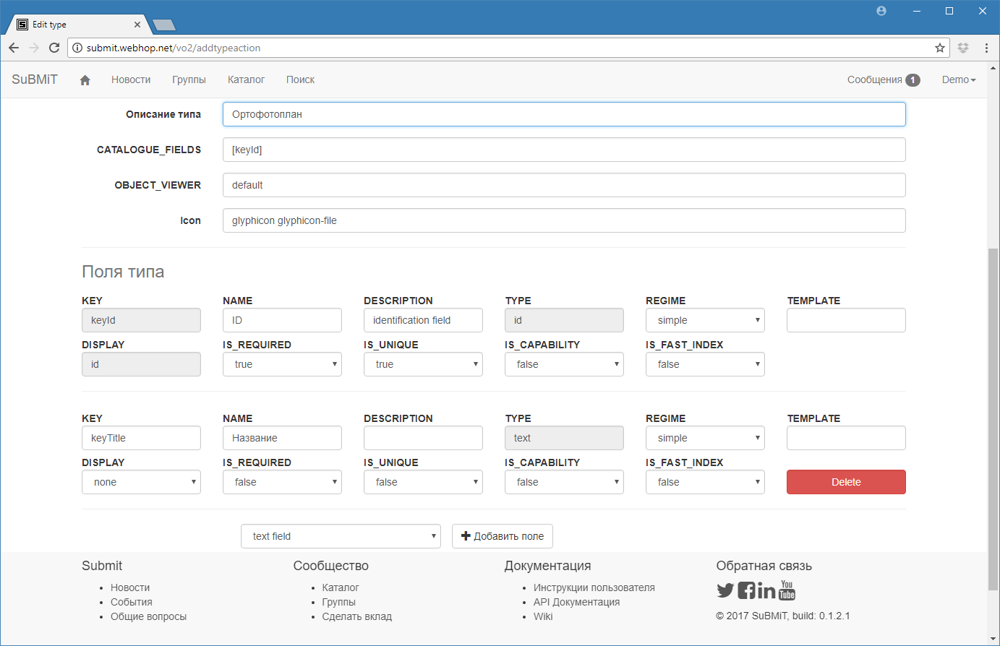 Edit type
submit.webhop.net/vo2/addtypeaction
SuBMiT Новости Группы Каталог Поиск Сообщения 1 Demo
Описание типа Ортофотоплан
CATALOGUE_FIELDS [keyId]
OBJECT_VIEWER default
Icon glyphicon glyphicon-file
Поля типа
KEY NAME DESCRIPTION TYPE REGIME TEMPLATE
keyId ID identification field id simple
DISPLAY IS_REQUIRED IS_UNIQUE IS_CAPABILITY IS_FAST_INDEX
id true true false false
KEY NAME DESCRIPTION TYPE REGIME TEMPLATE
keyTitle Название text simple
DISPLAY IS_REQUIRED IS_UNIQUE IS_CAPABILITY IS_FAST_INDEX
none false false false false Delete
text field Добавить поле
Submit Сообщество Документация Обратная связь
Новости Каталог Инструкции пользователя You Tube
События Группы API Документация
Общие вопросы Сделать вклад Wiki © 2017 SuBMiT, build: 0.1.2.1